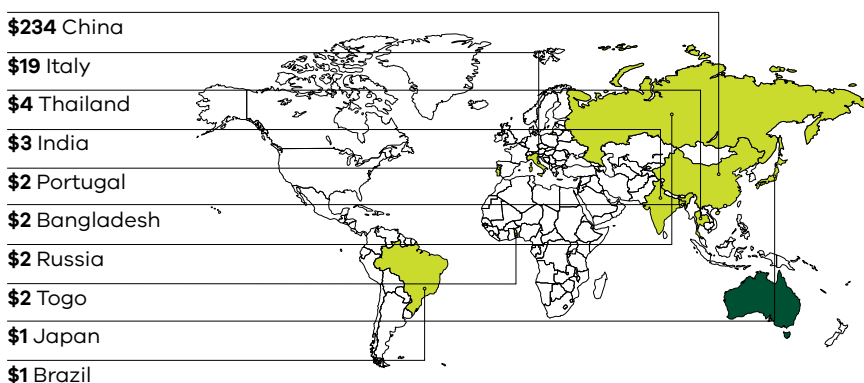 $234 China
$19 Italy
$4 Thailand
$3 India
$2 Portugal
$2 Bangladesh
$2 Russia
$2 Togo
$1 Japan
$1 Brazil